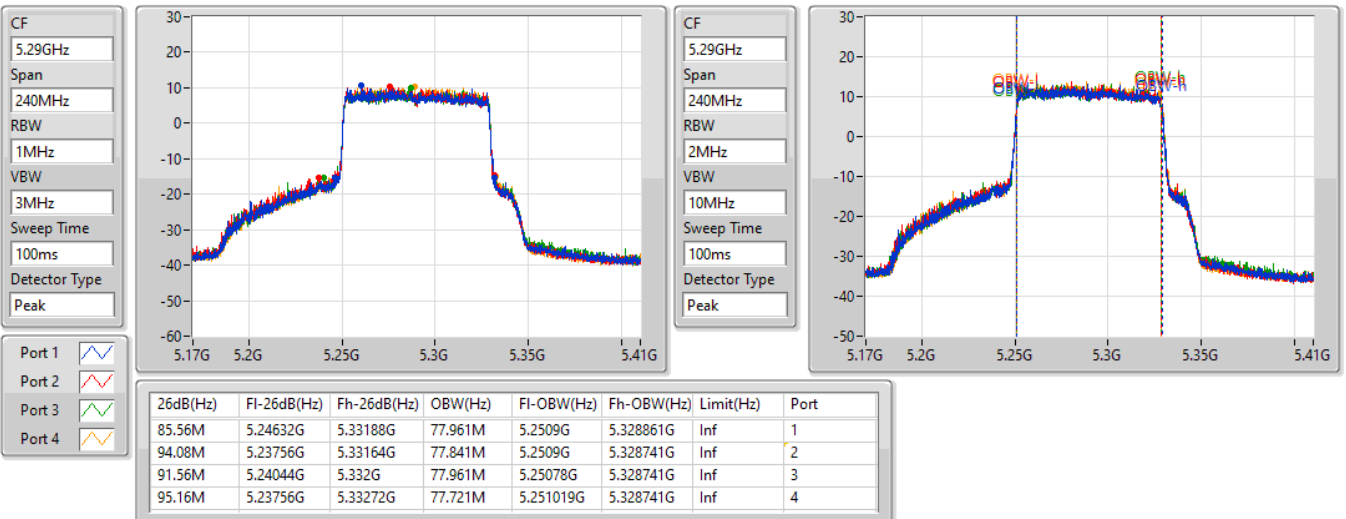 CF
5.29GHz
Span
240MHz
RBW
1MHz
VBW
3MHz
Sweep Time
100ms
Detector Type
Peak
Port 1
Port 2
Port 3
Port 4
30
20
10
0
-10
-20
-30
-40
-50
-60
5.17G 5.2G 5.25G 5.3G 5.35G 5.41G
CF
5.29GHz
Span
240MHz
RBW
2MHz
VBW
10MHz
Sweep Time
100ms
Detector Type
Peak
30
20
10
0
-10
-20
-30
-40
-50
OBW-l OBW-h
5.17G 5.2G 5.25G 5.3G 5.35G 5.41G
26dB(Hz) Fl-26dB(Hz) Fh-26dB(Hz) OBW(Hz) Fl-OBW(Hz) Fh-OBW(Hz) Limit(Hz) Port
85.56M 5.24632G 5.33188G 77.961M 5.2509G 5.328861G Inf 1
94.08M 5.23756G 5.33164G 77.841M 5.2509G 5.328741G Inf 2
91.56M 5.24044G 5.332G 77.961M 5.25078G 5.328741G Inf 3
95.16M 5.23756G 5.33272G 77.721M 5.251019G 5.328741G Inf 4